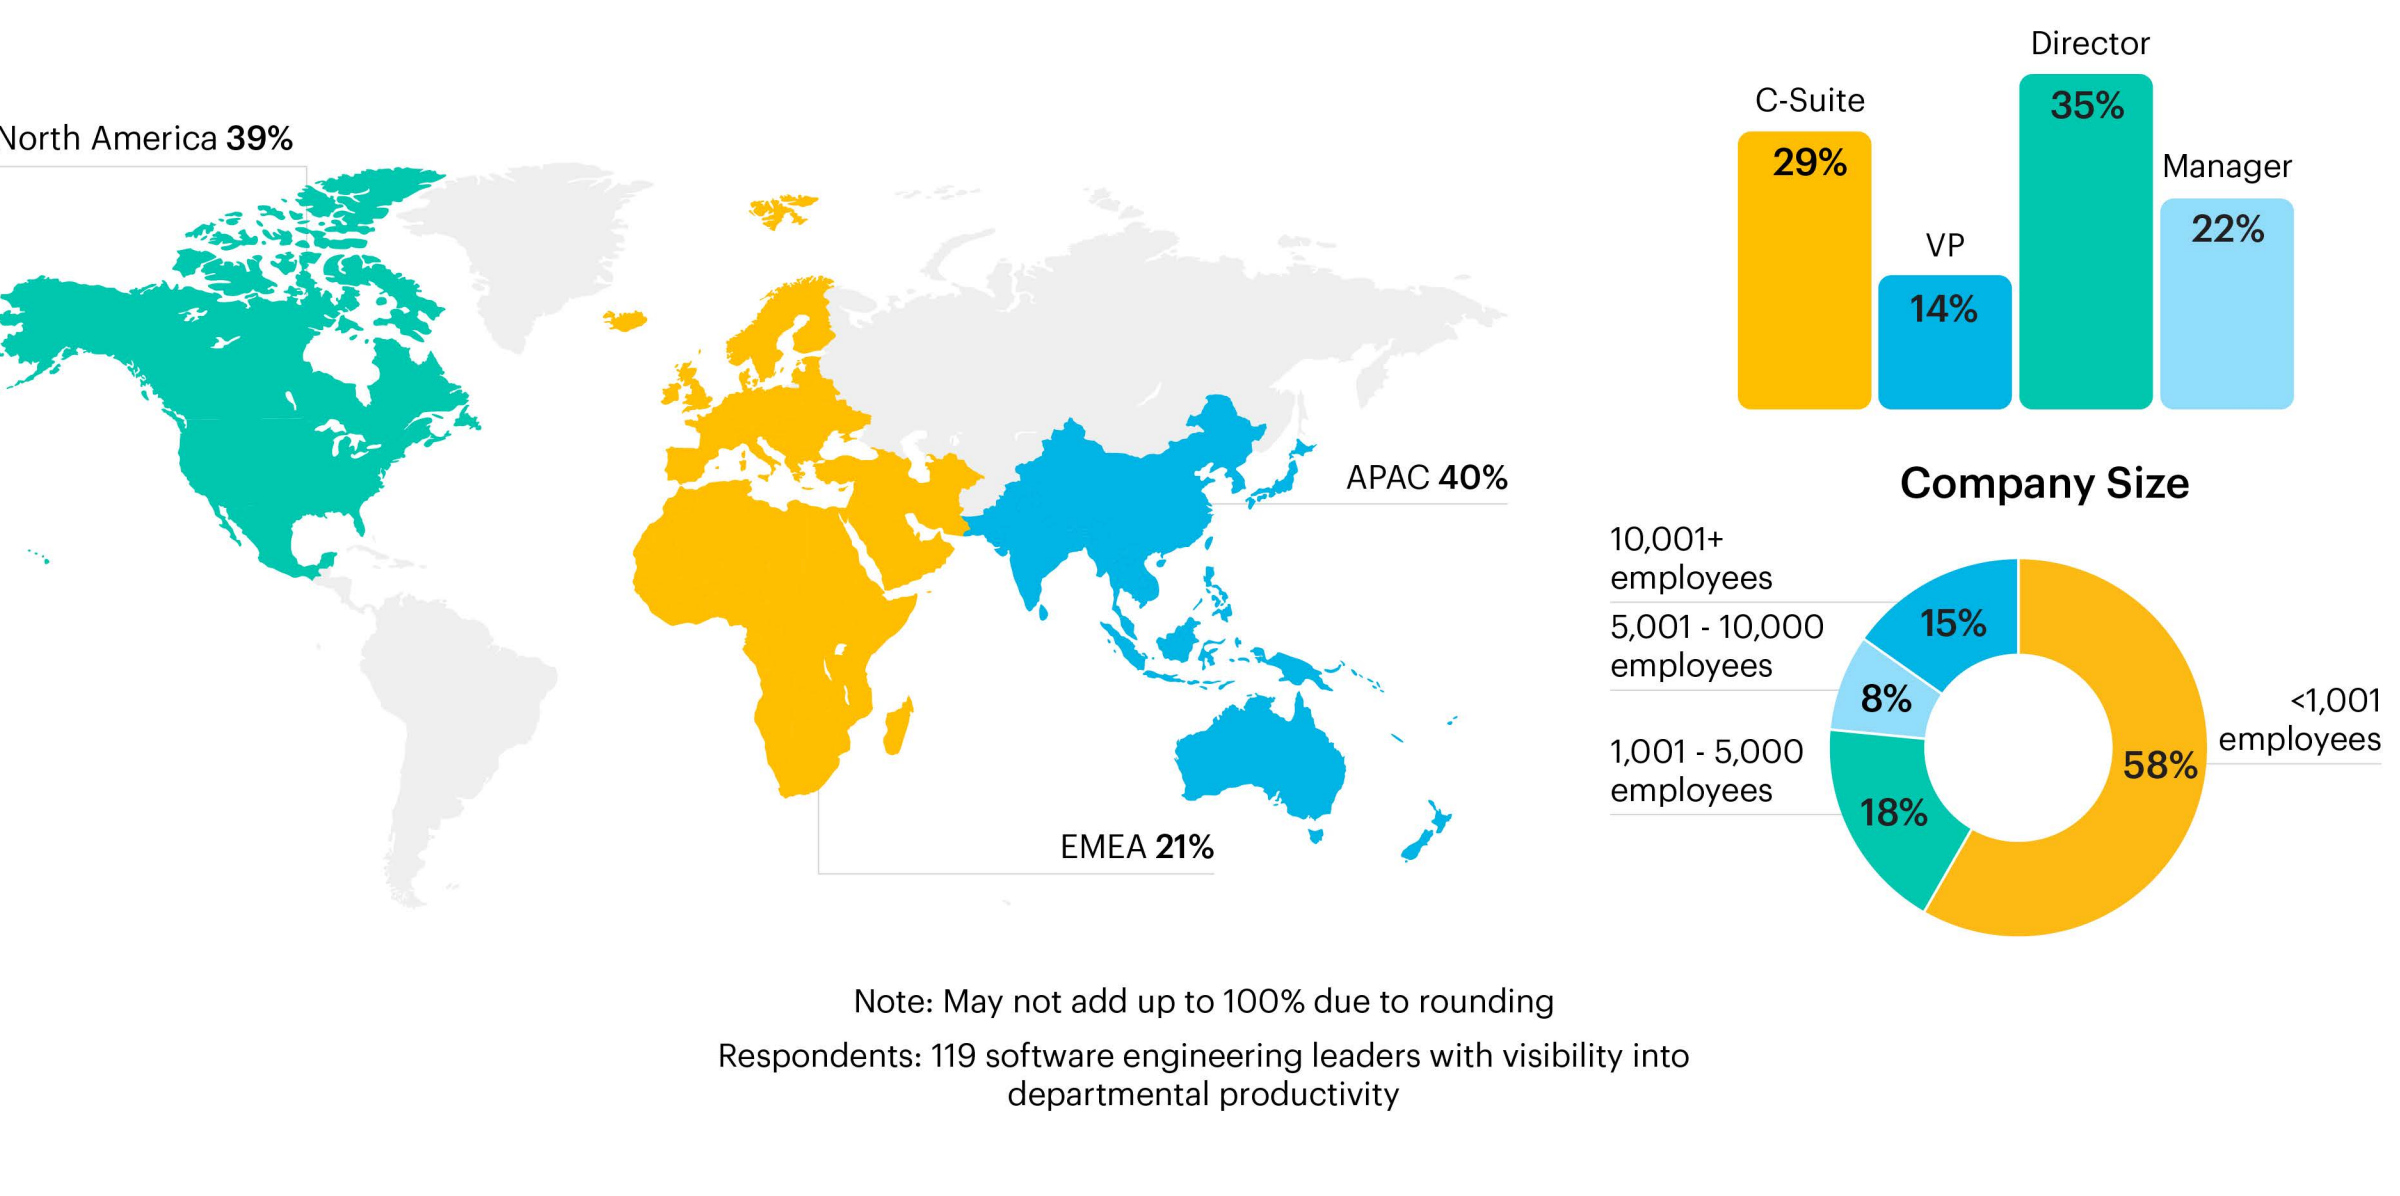 North America 39%
APAC 40%
EMEA 21%
Director
35%
C-Suite
29%
Manager
22%
VP
14%
Company Size
10,001+
employees
15%
5,001 - 10,000
employees
8%
1,001 - 5,000
employees
18%
<1,001
employees
58%
Note: May not add up to 100% due to rounding
Respondents: 119 software engineering leaders with visibility into
departmental productivity